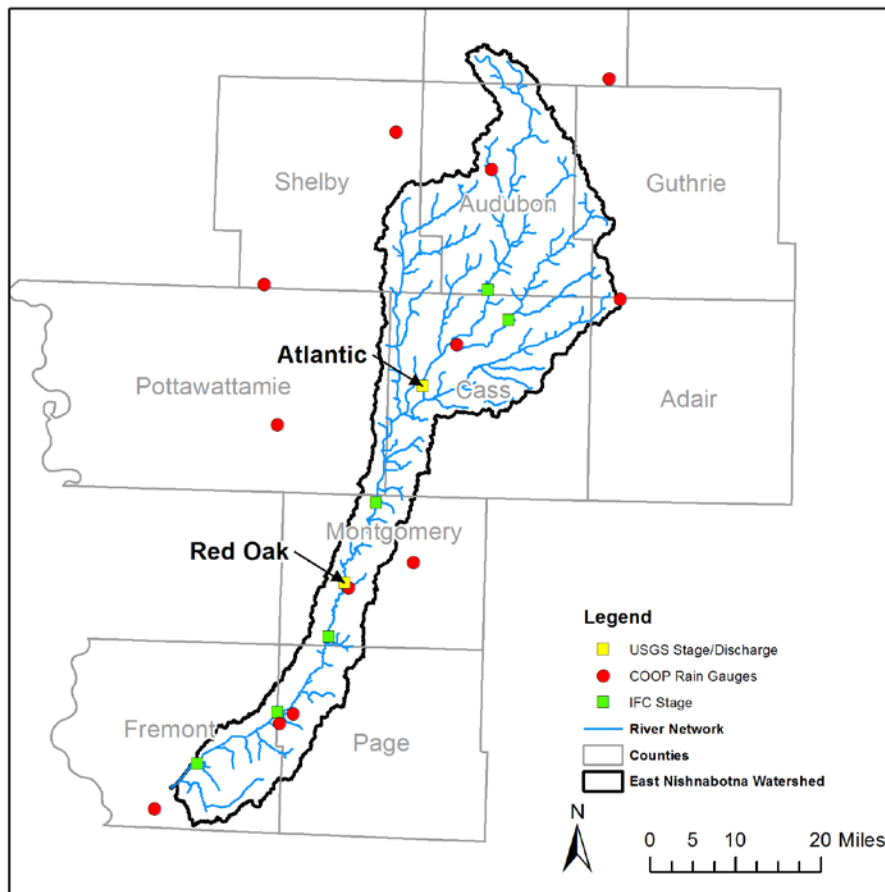 Shelby
Audubon
Guthrie
Atlantic
Pottawattamie
Cass
Adair
Montgomery
Red Oak
Fremont
Page
Legend
USGS Stage/Discharge
COOP Rain Gauges
IFC Stage
River Network
Counties
East Nishnabotna Watershed
N
0 5 10 20 Miles